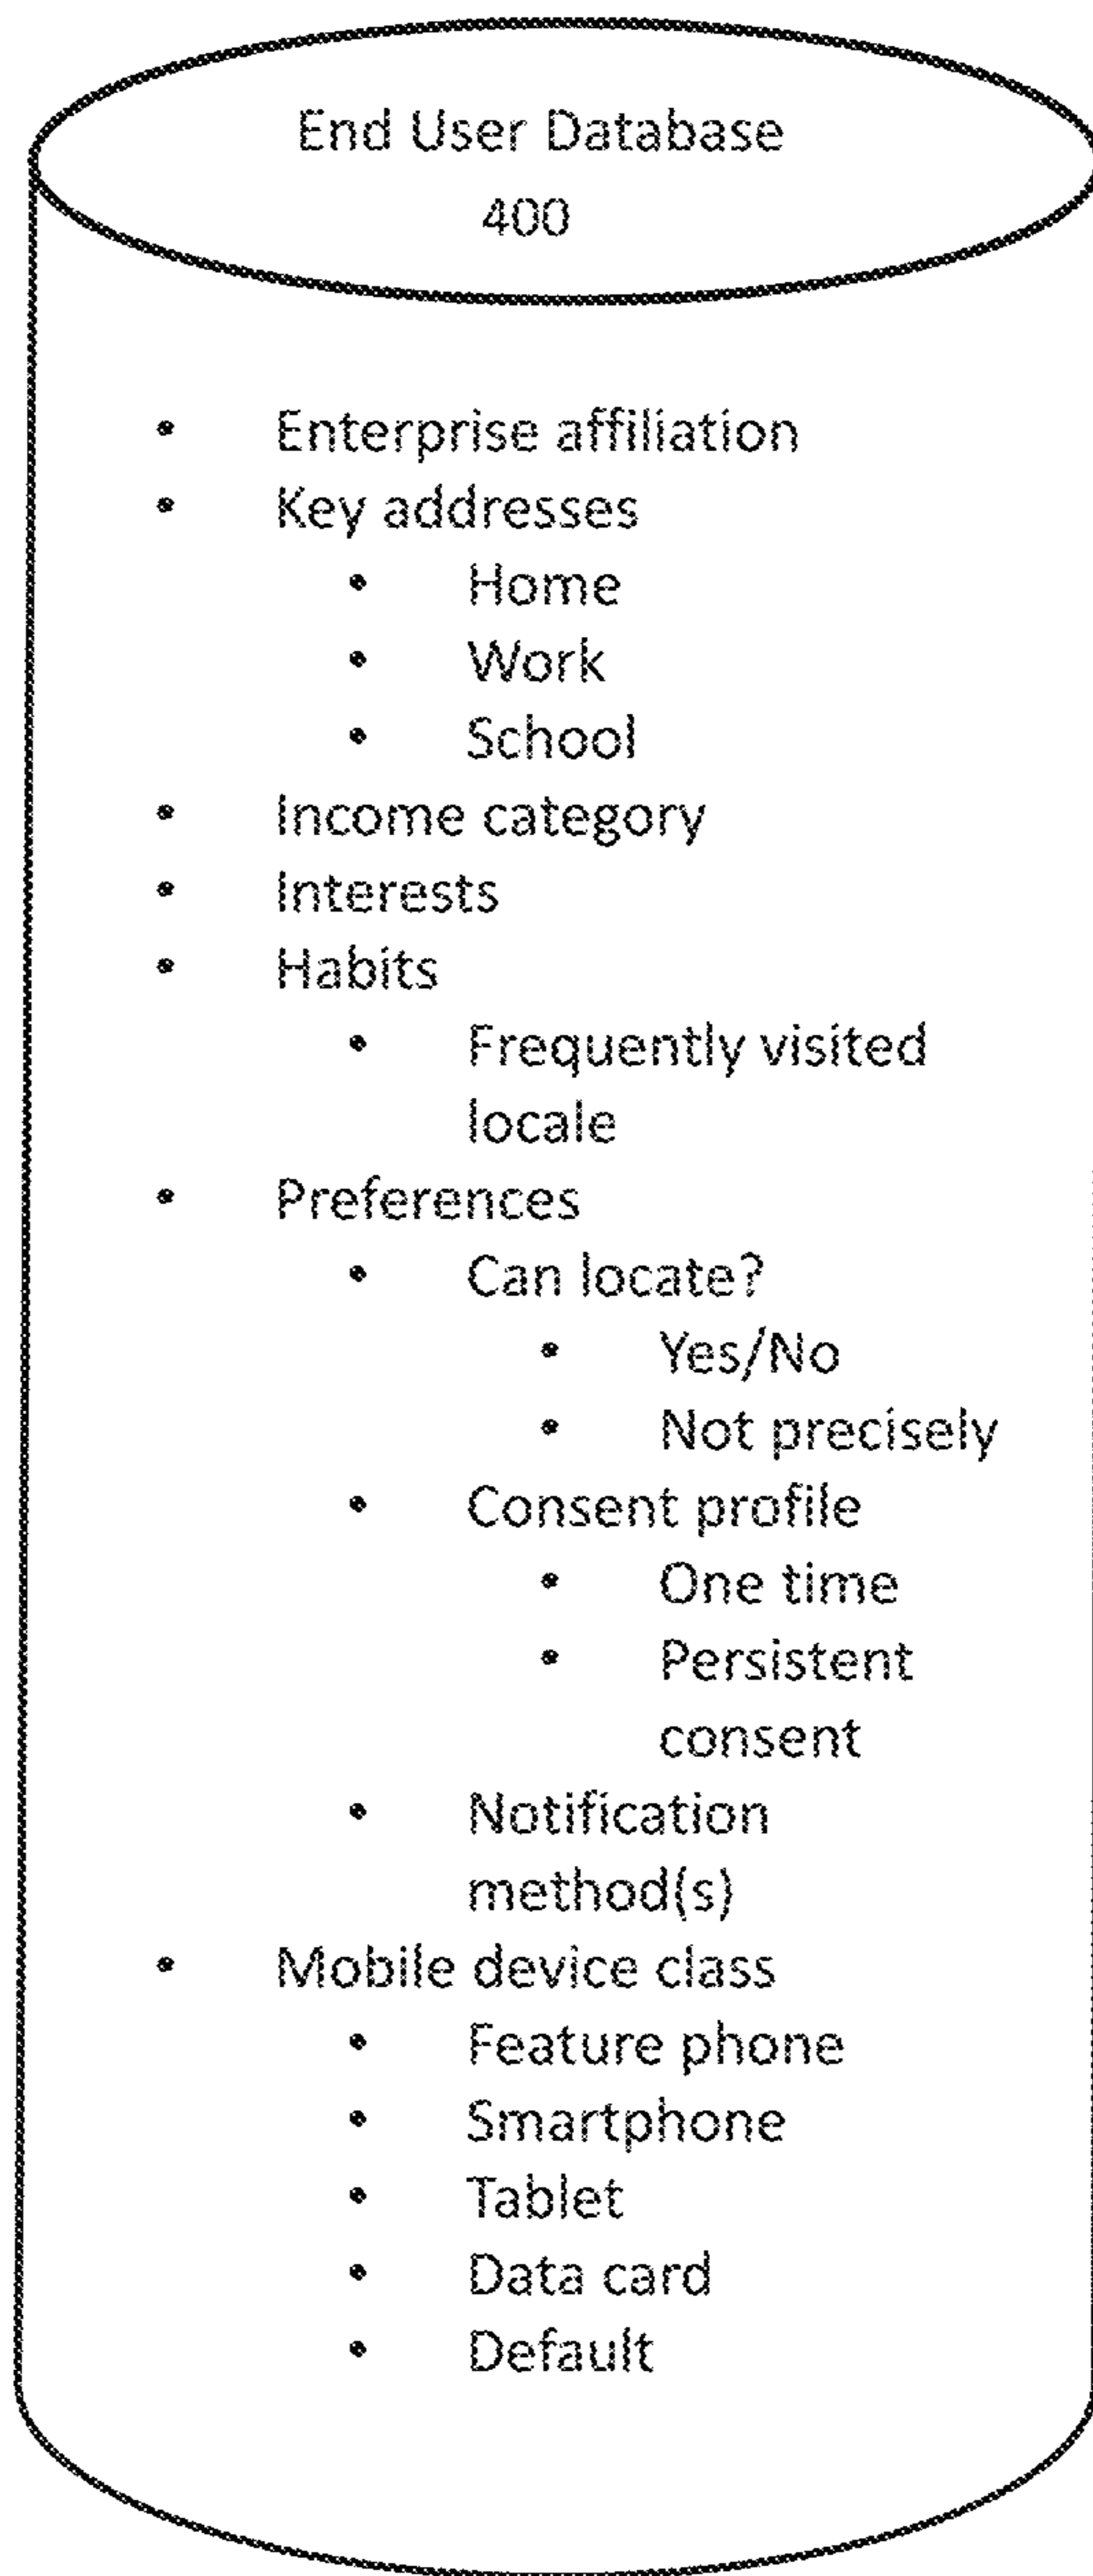 End User Database
400
• Enterprise affiliation
• Key addresses
• Home
• Work
• School
• Income category
• Interests
• Habits
• Frequently visited
locale
• Preferences
• Can locate?
• Yes/No
• Not precisely
• Consent profile
• One time
• Persistent
consent
• Notification
method(s)
• Mobile device class
• Feature phone
• Smartphone
• Tablet
• Data card
• Default